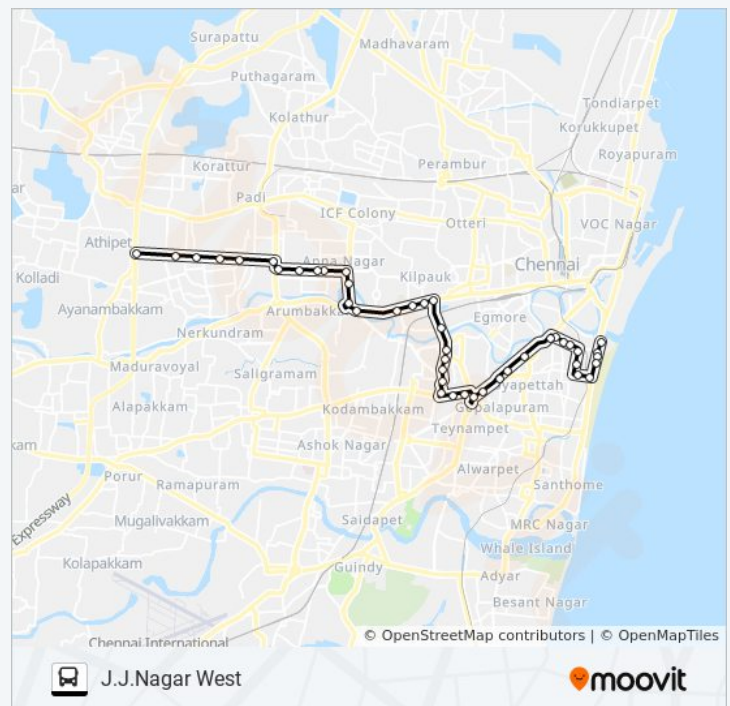 Surapattu
Madhavaram
Puthagaram
Tondiarpet
Kolathur
Korukkupet
Royapuram
Perambur
ar
Korattur
Padi
ICF Colony
Otteri
VOC Nagar
Athipet
Anna Nagar
Chennai
Kolladi
Kilpauk
Ayanambakkam
Arumbakkam
Egmore
Nerkundram
Maduravoyal
Saligramam
Royapettah
Alapakkam
Kodambakkam
Gopalapuram
Teynampet
kam
Ashok Nagar
Porur
Ramapuram
Alwarpet
Santhome
Expressway
Mugalivakkam
Saidapet
MRC Nagar
Whale Island
Kolapakkam
Guindy
Adyar
Besant Nagar
Chennai International
© OpenStreetMap contributors | © OpenMapTiles
J.J.Nagar West
moovit